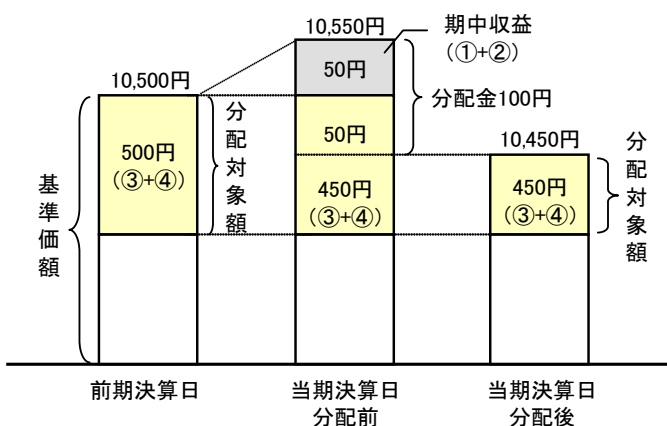 10,550円
期中収益
(①+②)
10,500円
50円
分配金100円
50円
10,450円
500円
(③+④)
分配対象額
450円
(③+④)
450円
(③+④)
分配対象額
基準価額
前期決算日
当期決算日
分配前
当期決算日
分配後